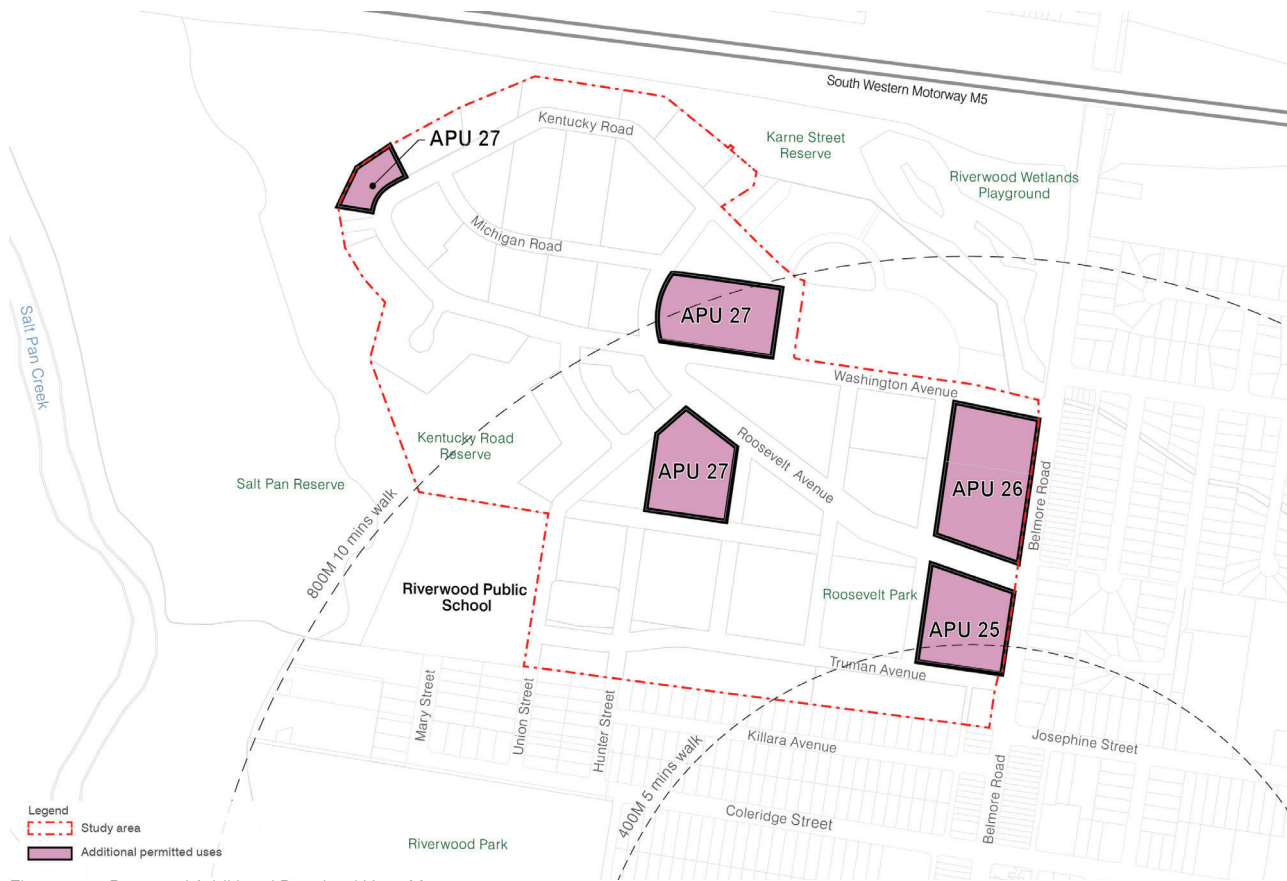 South Western Motorway M5
Kentucky Road
Karne Street
Reserve
APU 27
Riverwood Wetlands
Playground
Michigan Road
APU 27
Salt Pan Creek
Washington Avenue
Kentucky Road
Reserve
Roosevelt Avenue
APU 27
Salt Pan Reserve
APU 26
Belmore Road
800M 10 mins walk
Riverwood Public
School
Roosevelt Park
APU 25
Truman Avenue
Mary Street
Union Street
Hunter Street
Killara Avenue
Josephine Street
400M 5 mins walk
Belmore Road
Coleridge Street
Legend
Study area
Additional permitted uses
Riverwood Park